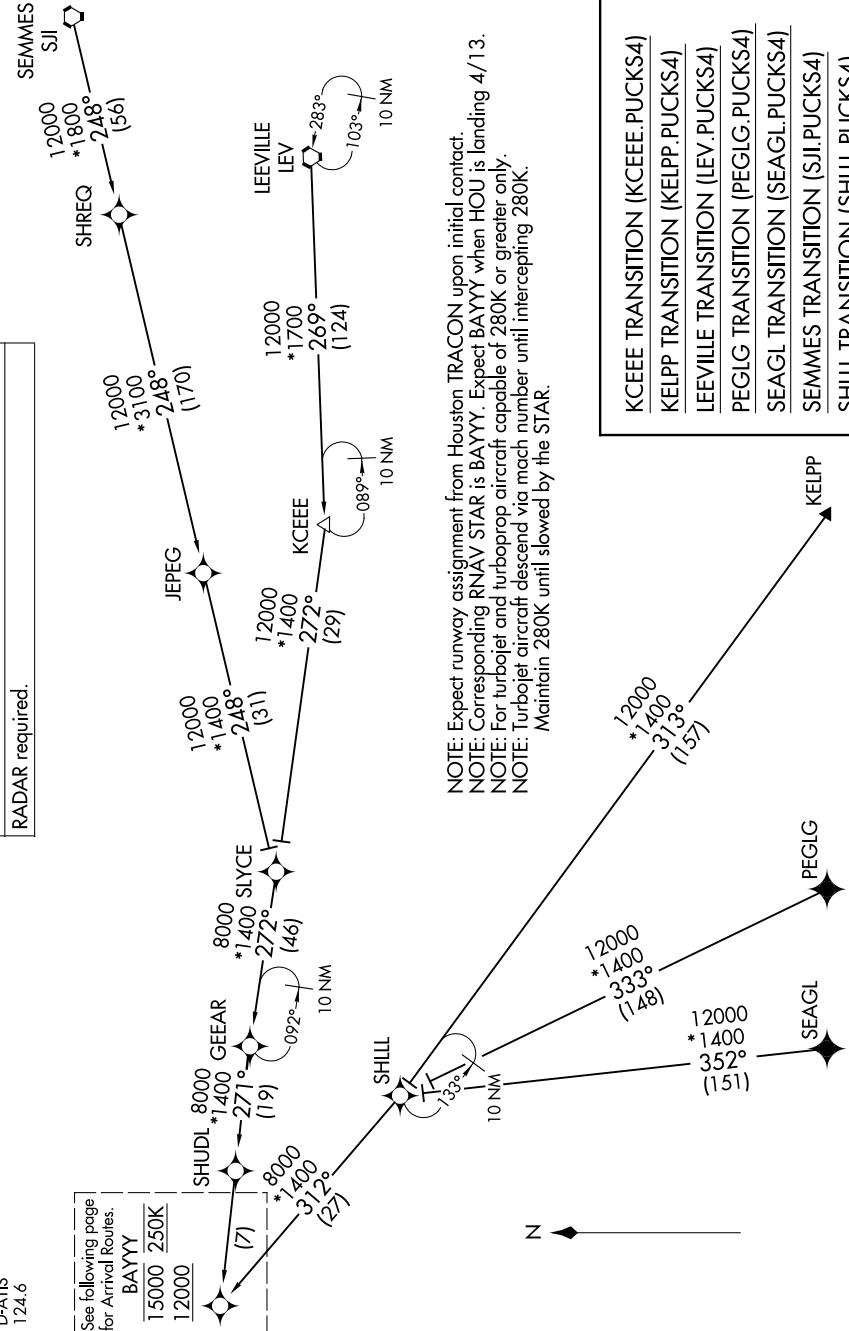 D-ATIS
124.6
RADAR required.
SEMMES
SJI
12000
*1800
248°
(56)
SHREQ
12000
*3100
248°
(170)
JEPEG
12000
*1400
248°
(31)
LEEVILLE
LEV
283°
103°
10 NM
12000
*1700
269°
(124)
KCEEE
089°
10 NM
12000
*1400
272°
(29)
SLYCE
8000
*1400
272°
(46)
GEEAR
092°
10 NM
8000
*1400
271°
(19)
SHUDL
See following page
for Arrival Routes.
BAYYY
15000 250K
12000
(7)
8000
*1400
312°
(27)
SHLLL
133°
10 NM
NOTE: Expect runway assignment from Houston TRACON upon initial contact.
NOTE: Corresponding RNAV STAR is BAYYY. Expect BAYYY when HOU is landing 4/13.
NOTE: For turbojet and turboprop aircraft capable of 280K or greater only.
NOTE: Turbojet aircraft descend via mach number until intercepting 280K.
Maintain 280K until slowed by the STAR.
12000
*1400
313°
(157)
KELPP
12000
*1400
333°
(148)
PEGLG
12000
*1400
352°
(151)
SEAGL
N
KCEEE TRANSITION (KCEEE.PUCKS4)
KELPP TRANSITION (KELPP.PUCKS4)
LEEVILLE TRANSITION (LEV.PUCKS4)
PEGLG TRANSITION (PEGLG.PUCKS4)
SEAGL TRANSITION (SEAGL.PUCKS4)
SEMMES TRANSITION (SJI.PUCKS4)
SHLLL TRANSITION (SHLLL.PUCKS4)